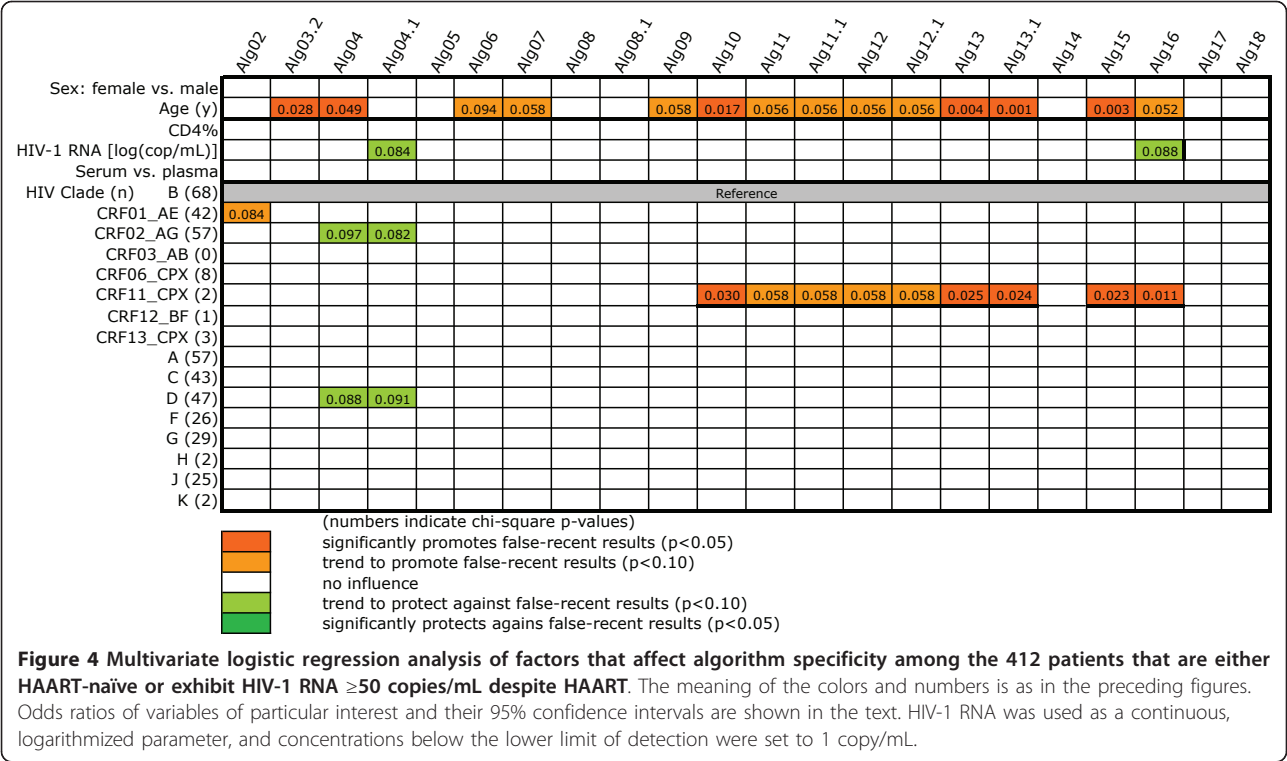 Alg02 Alg03.2 Alg04 Alg04.1 Alg05 Alg06 Alg07 Alg08 Alg08.1 Alg09 Alg10 Alg11 Alg11.1 Alg12 Alg12.1 Alg13 Alg13.1 Alg14 Alg15 Alg16 Alg17 Alg18
Sex: female vs. male
Age (y) 0.028 0.049 0.094 0.058 0.058 0.017 0.056 0.056 0.056 0.056 0.004 0.001 0.003 0.052
CD4%
HIV-1 RNA [log(cop/mL)] 0.084 0.088
Serum vs. plasma
HIV Clade (n) B (68) Reference
CRF01_AE (42) 0.084
CRF02_AG (57) 0.097 0.082
CRF03_AB (0)
CRF06_CPX (8)
CRF11_CPX (2) 0.030 0.058 0.058 0.058 0.058 0.025 0.024 0.023 0.011
CRF12_BF (1)
CRF13_CPX (3)
A (57)
C (43)
D (47) 0.088 0.091
F (26)
G (29)
H (2)
J (25)
K (2)
(numbers indicate chi-square p-values)
significantly promotes false-recent results (p<0.05)
trend to promote false-recent results (p<0.10)
no influence
trend to protect against false-recent results (p<0.10)
significantly protects agains false-recent results (p<0.05)
Figure 4 Multivariate logistic regression analysis of factors that affect algorithm specificity among the 412 patients that are either
HAART-naïve or exhibit HIV-1 RNA ≥50 copies/mL despite HAART. The meaning of the colors and numbers is as in the preceding figures.
Odds ratios of variables of particular interest and their 95% confidence intervals are shown in the text. HIV-1 RNA was used as a continuous,
logarithmized parameter, and concentrations below the lower limit of detection were set to 1 copy/mL.